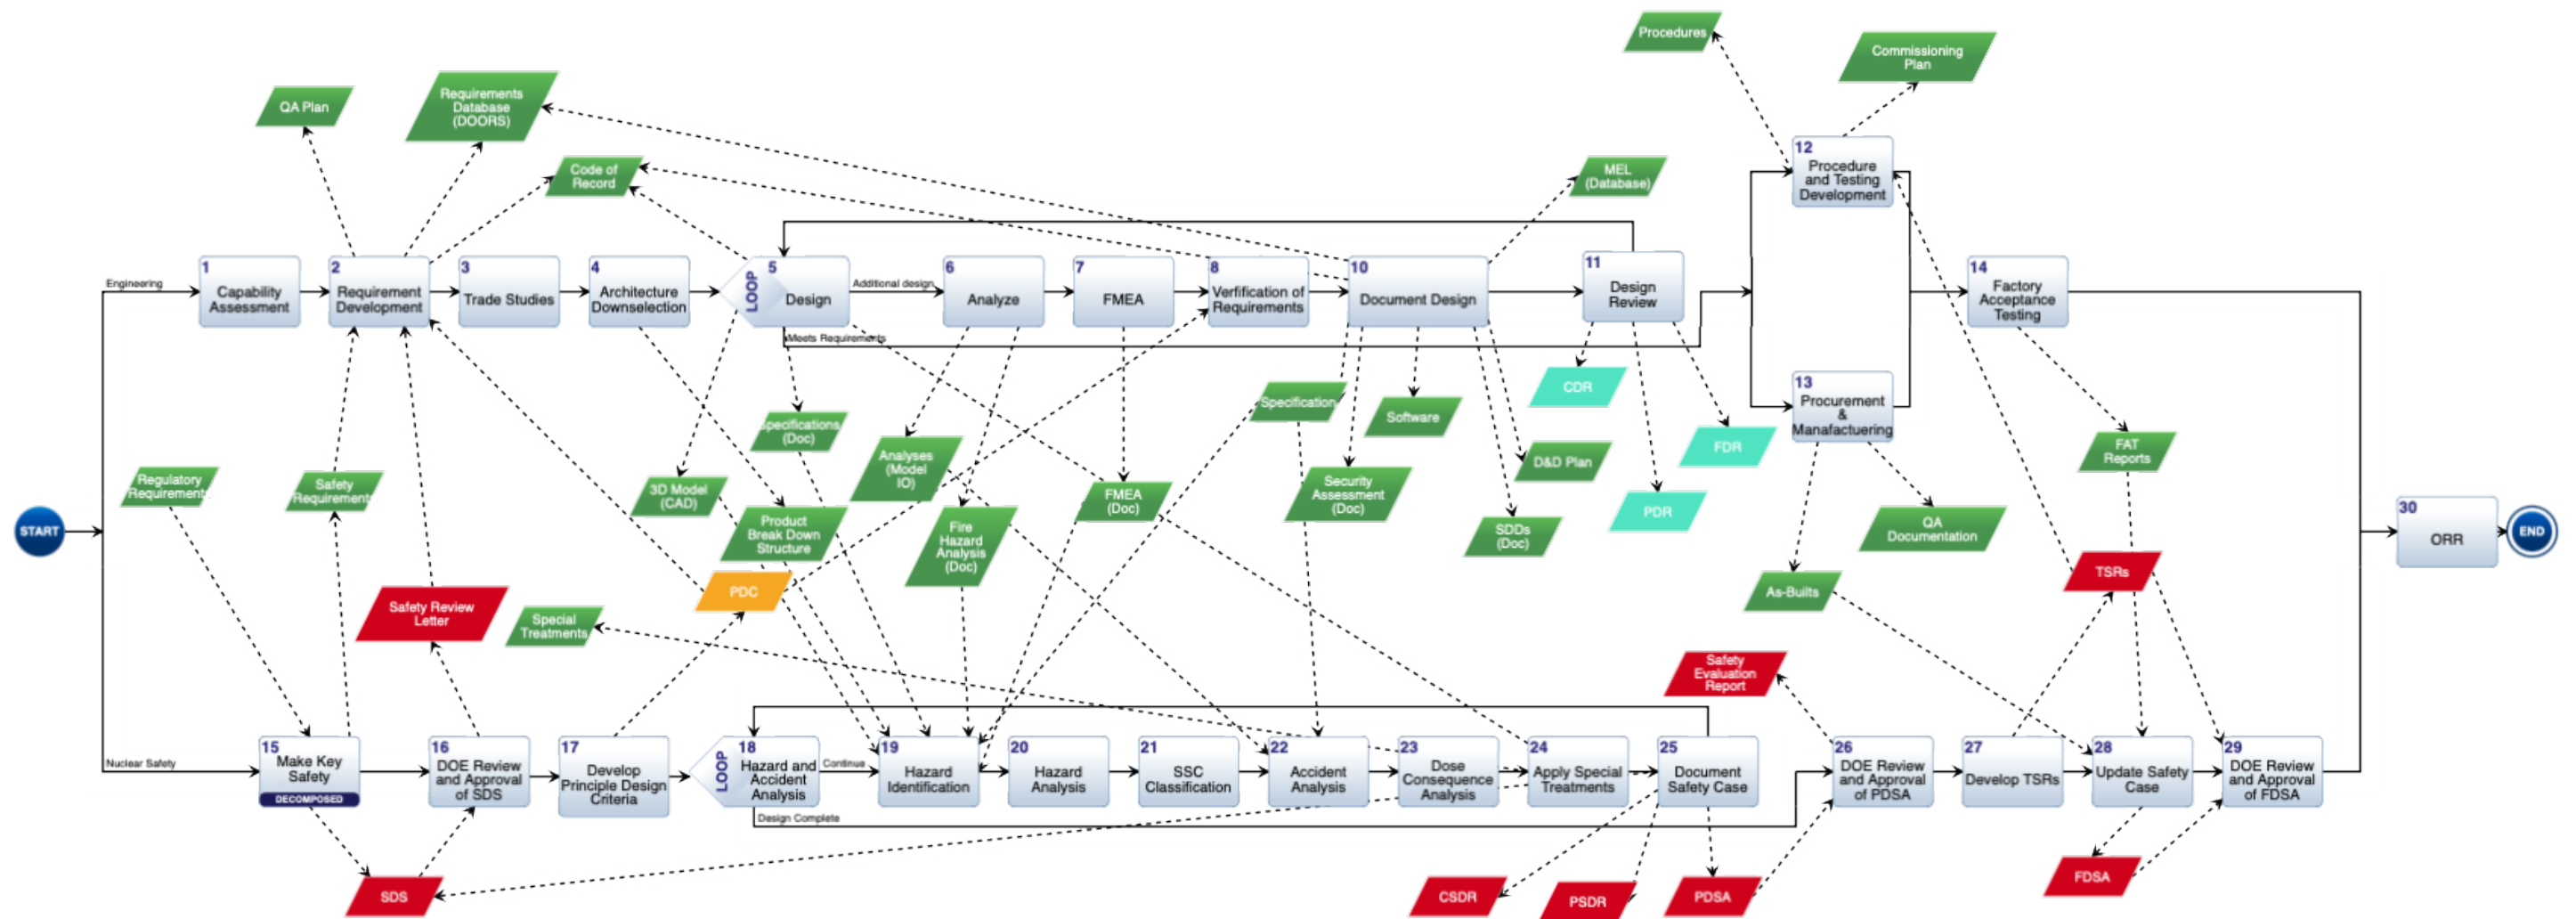 Procedures
Commissioning
Plan
QA Plan
Requirements
Database
(DOORS)
Code of
Record
MEL
(Database)
12
Procedure
and Testing
Development
Engineering
1
Capability
Assessment
2
Requirement
Development
3
Trade Studies
4
Architecture
Downselection
LOOP
5
Design
Additional design
Meets Requirements
6
Analyze
7
FMEA
8
Verfification of
Requirements
10
Document Design
11
Design
Review
14
Factory
Acceptance
Testing
13
Procurement
&
Manafactuering
CDR
FDR
PDR
Specification
Software
Specifications
(Doc)
Analyses
(Model
IO)
Security
Assessment
(Doc)
D&D Plan
SDDs
(Doc)
FAT
Reports
Regulatory
Requirements
Safety
Requirements
3D Model
(CAD)
Product
Break Down
Structure
Fire
Hazard
Analysis
(Doc)
FMEA
(Doc)
QA
Documentation
START
30
ORR
END
Safety Review
Letter
Special
Treatments
PDC
As-Builts
TSRs
Safety
Evaluation
Report
Nuclear Safety
15
Make Key
Safety
DECOMPOSED
16
DOE Review
and Approval
of SDS
17
Develop
Principle Design
Criteria
LOOP
18
Hazard and
Accident
Analysis
Continue
Design Complete
19
Hazard
Identification
20
Hazard
Analysis
21
SSC
Classification
22
Accident
Analysis
23
Dose
Consequence
Analysis
24
Apply Special
Treatments
25
Document
Safety Case
26
DOE Review
and Approval
of PDSA
27
Develop TSRs
28
Update Safety
Case
29
DOE Review
and Approval
of FDSA
SDS
CSDR
PSDR
PDSA
FDSA